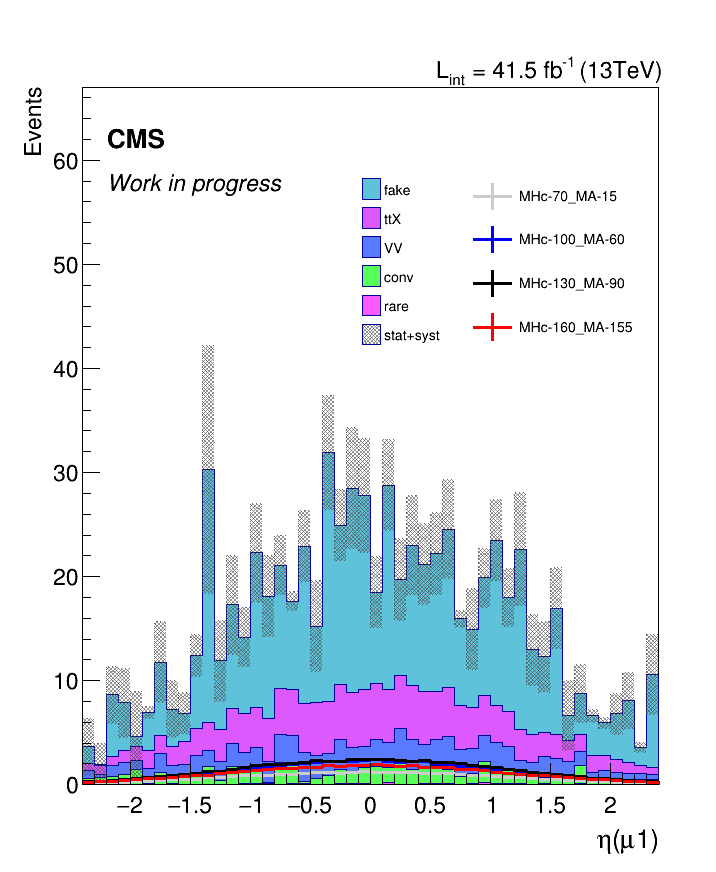 L_int = 41.5 fb^-1 (13TeV)
Events
CMS
Work in progress
fake
ttX
VV
conv
rare
stat+syst
MHc-70_MA-15
MHc-100_MA-60
MHc-130_MA-90
MHc-160_MA-155
60
50
40
30
20
10
0
−2 −1.5 −1 −0.5 0 0.5 1 1.5 2
η(μ1)